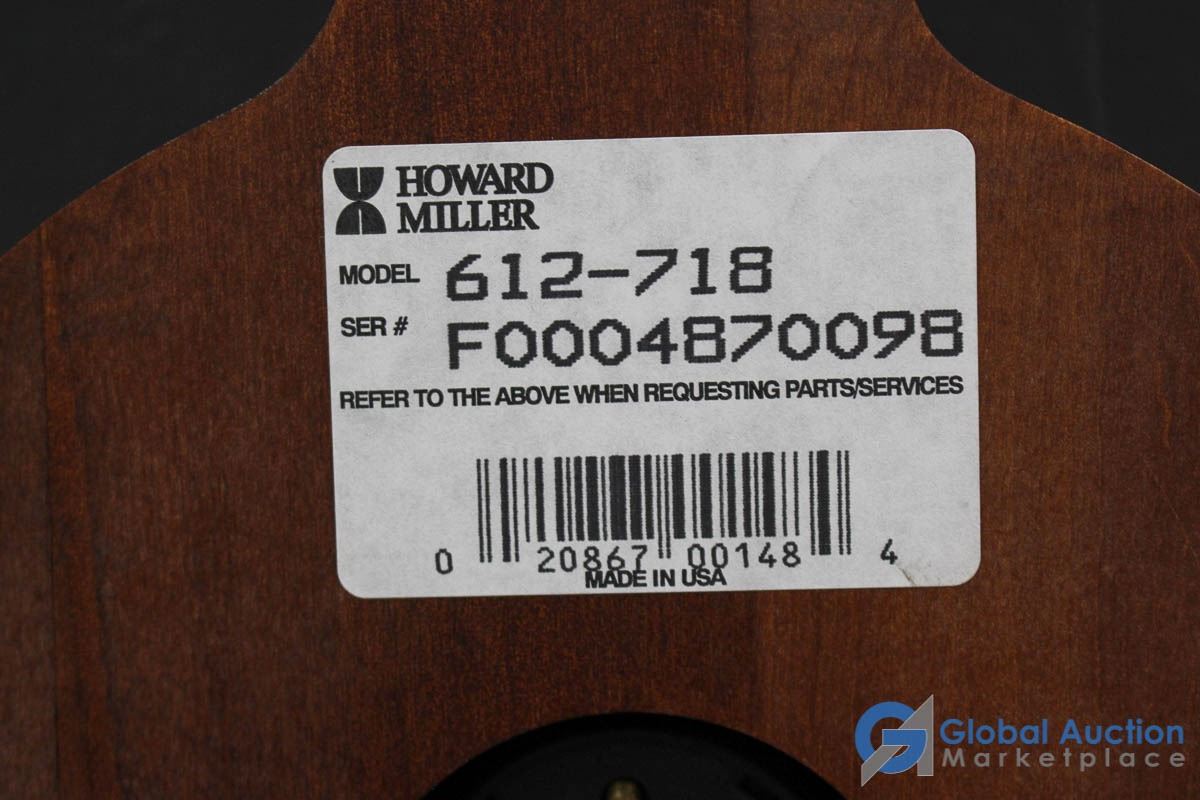 HOWARD
MILLER
MODEL 612-718
SER # F0004870098
REFER TO THE ABOVE WHEN REQUESTING PARTS/SERVICES
0 20867 00148 4
MADE IN USA
Global Auction
Marketplace